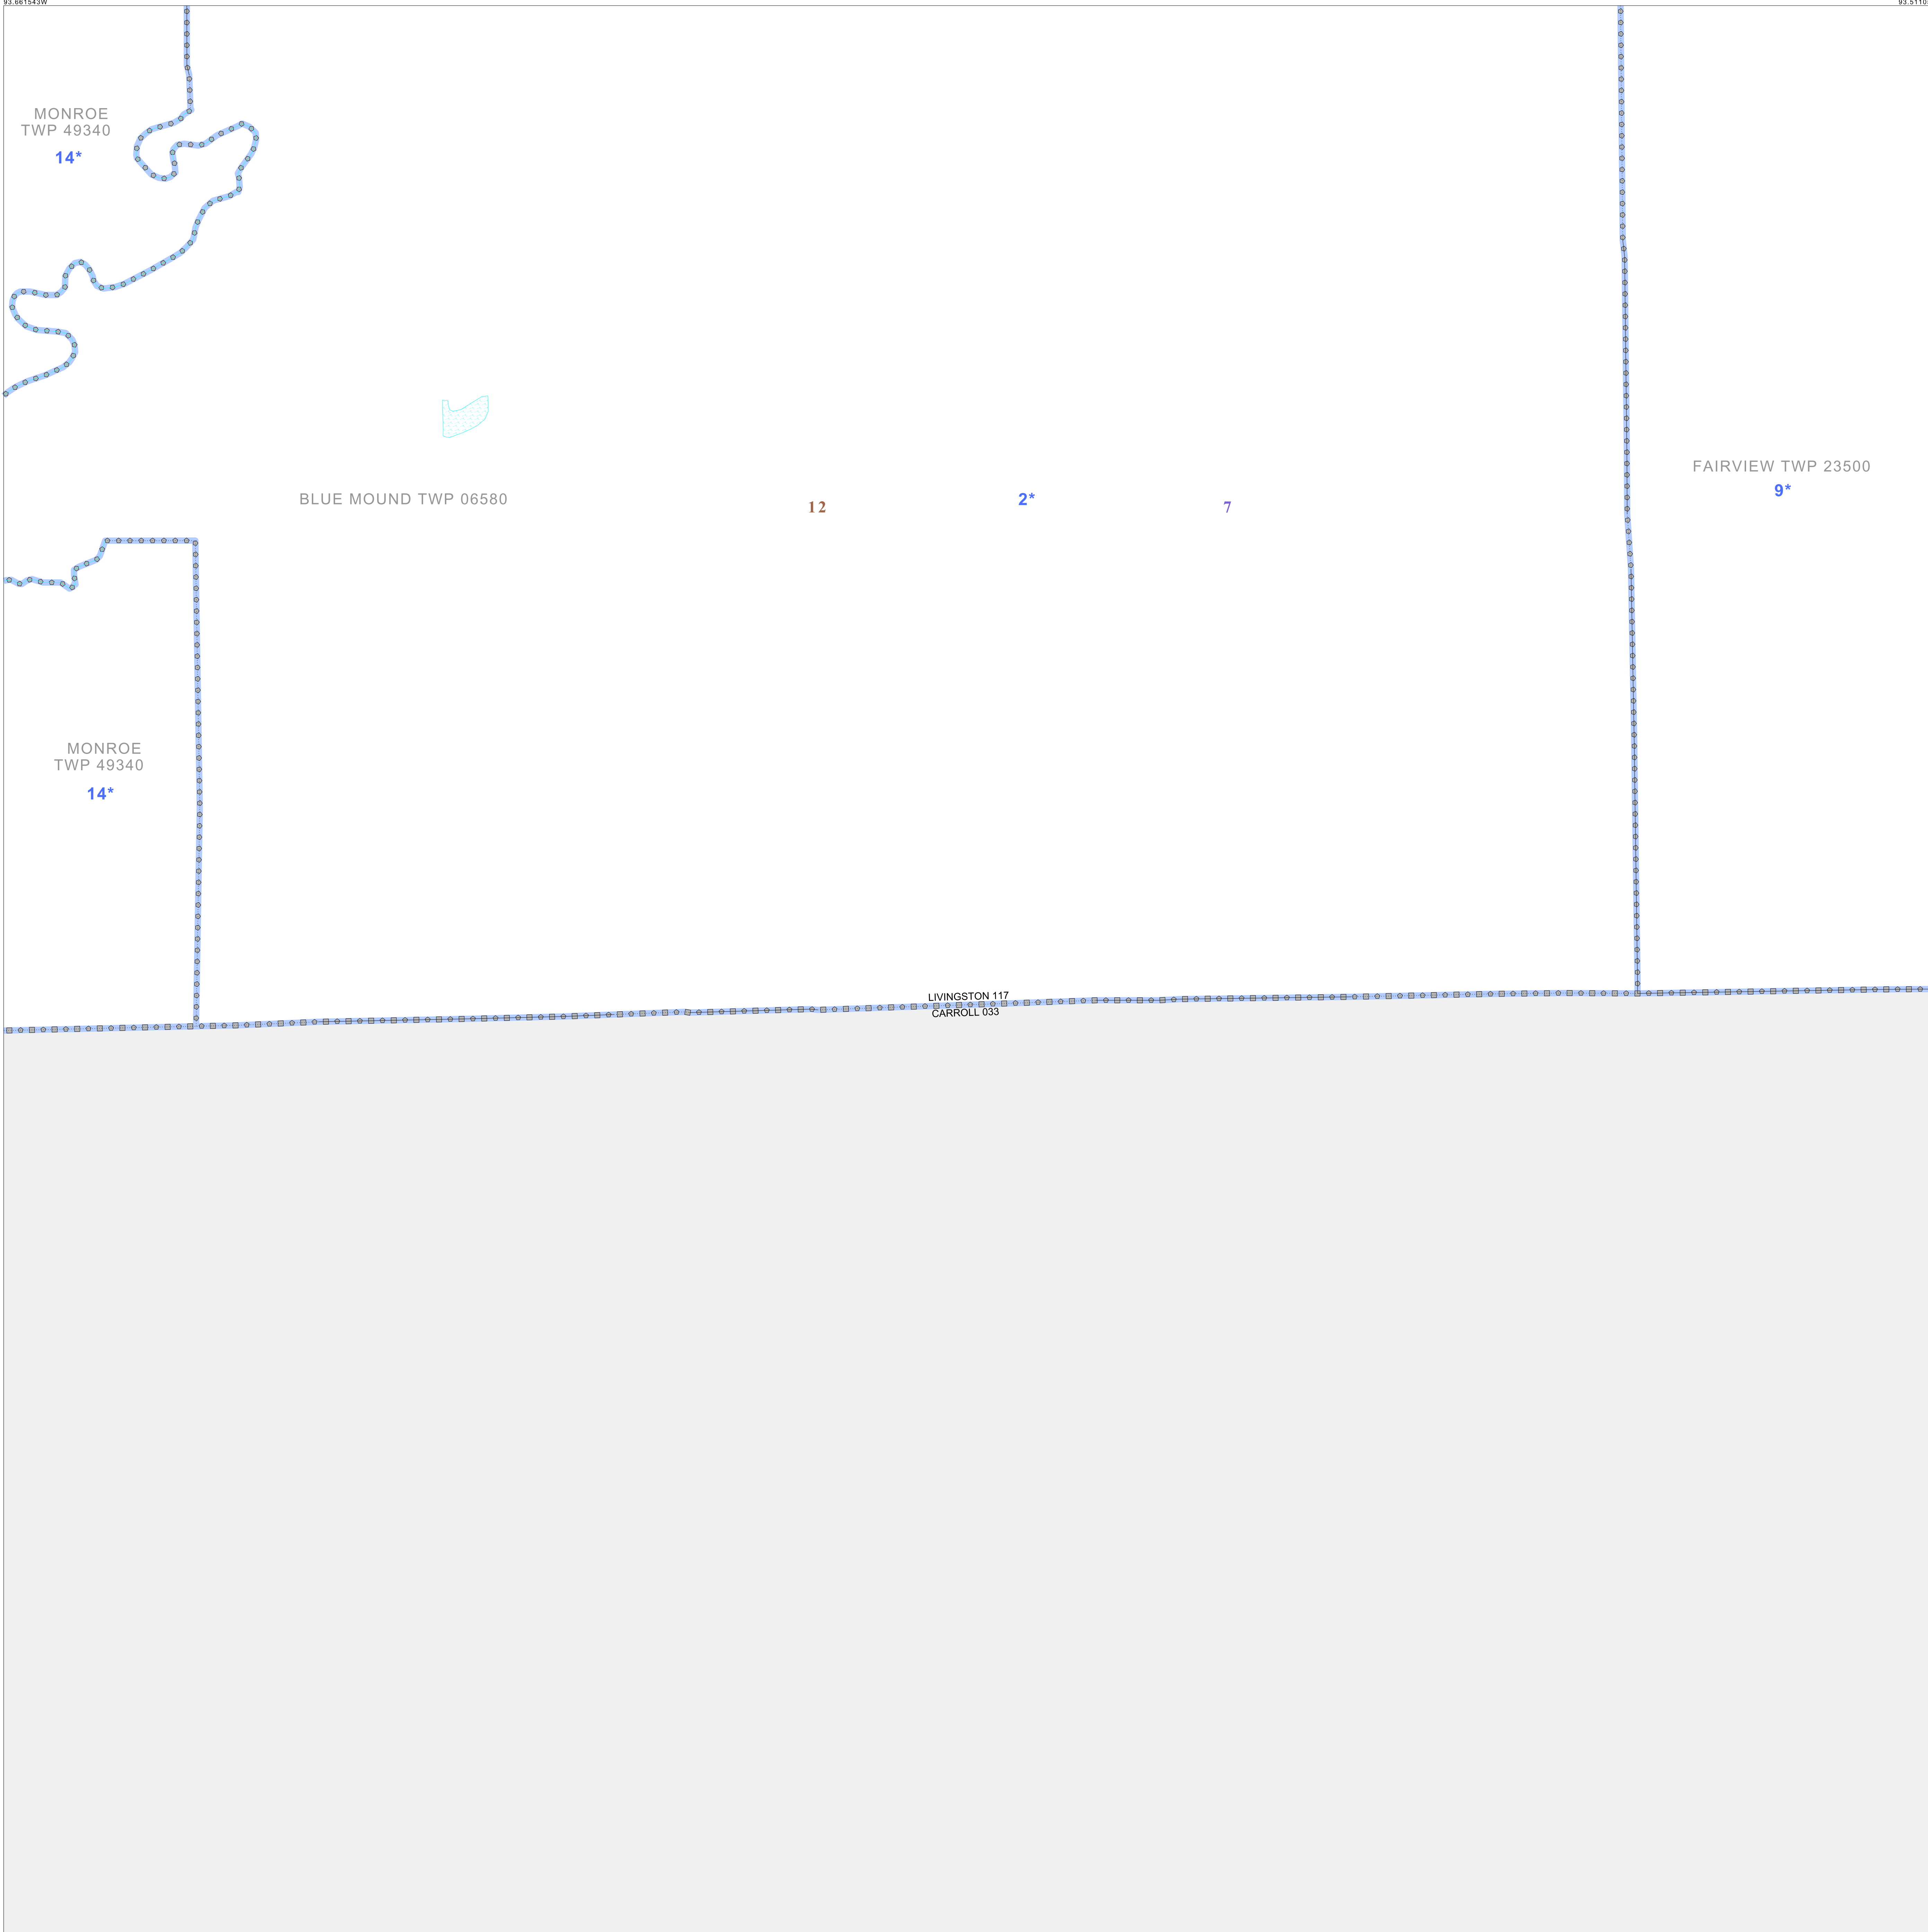 93.661543W
93.5110
MONROE
TWP 49340
14*
FAIRVIEW TWP 23500
9*
BLUE MOUND TWP 06580
12
2*
7
MONROE
TWP 49340
14*
LIVINGSTON 117
CARROLL 033